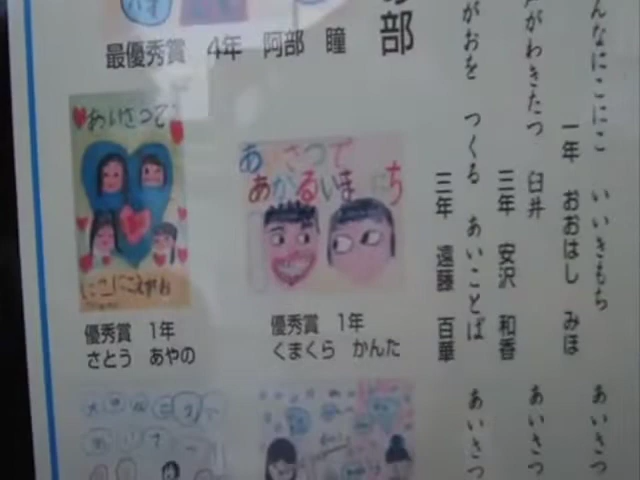 の部
最優秀賞 4年 阿部 瞳
あいさつで
にこにこえがお
優秀賞 1年
さとう あやの
あ さつで
あかるいま ち
優秀賞 1年
くまくら かんた
んなにこにこ いいきもち
一年 おおはし みほ
がわきたつ 臼井
三年 安沢 和香
がおを つくる あいことば
三年 遠藤 百華
あいさつ
あいさつ
あいさつ